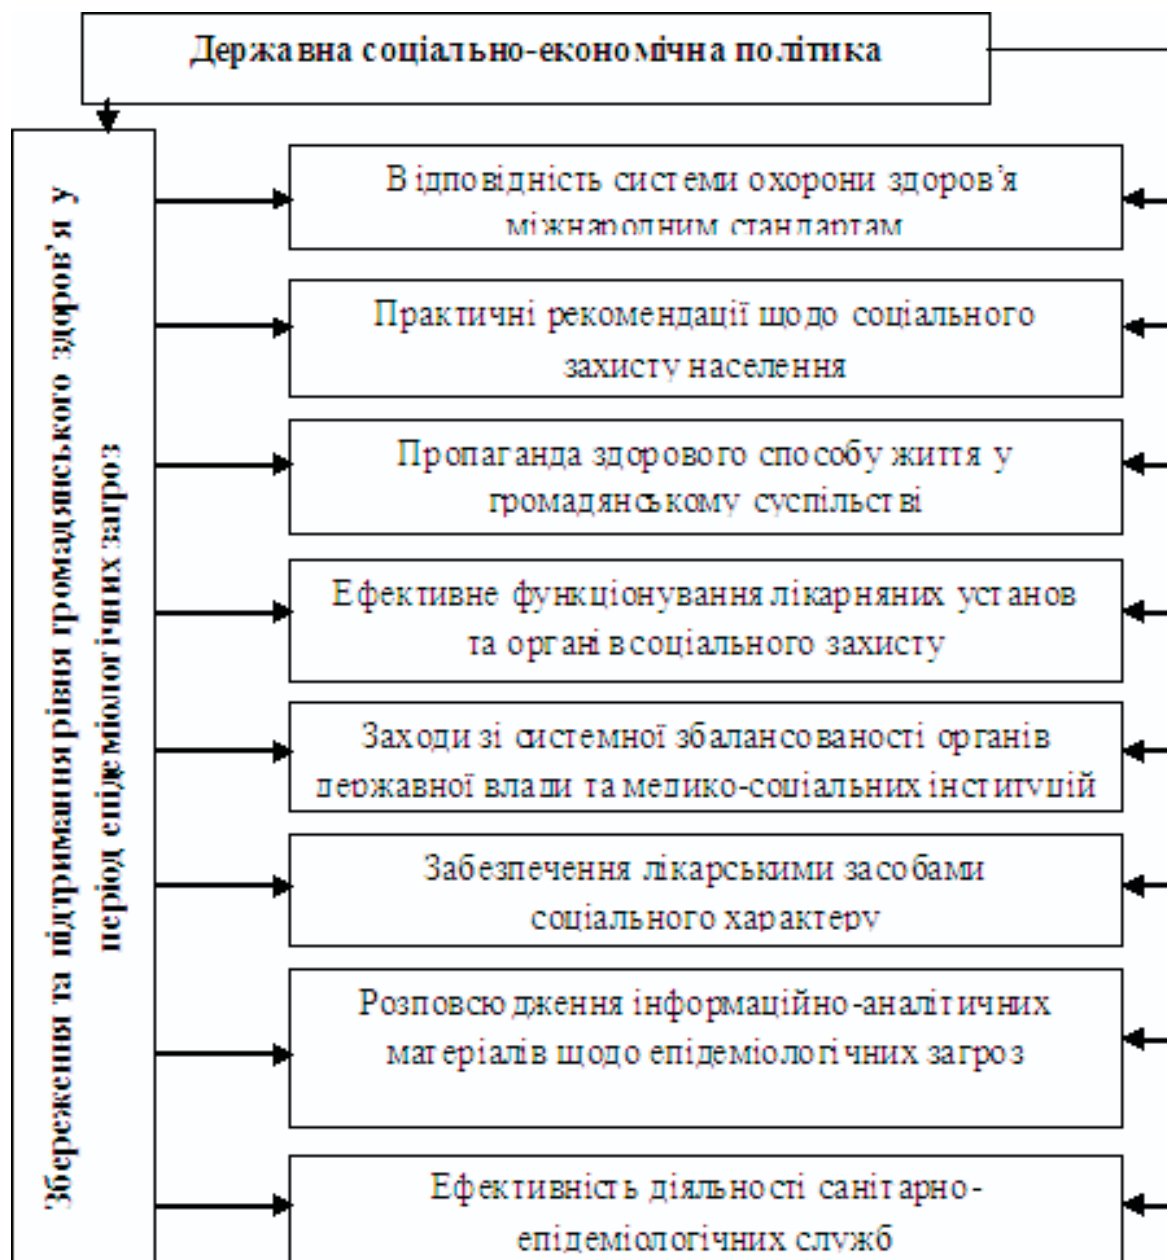 Державна соціально-економічна політика
Збереження та підтримання рівня громадянського здоров’я у
період епідеміологічних загроз
Відповідність системи охорони здоров’я
міжнародним стандартам
Практичні рекомендації щодо соціального
захисту населення
Пропаганда здорового способу життя у
громадянському суспільстві
Ефективне функціонування лікарняних установ
та органів соціального захисту
Заходи зі системної збалансованості органів
державної влади та медико-соціальних інституцій
Забезпечення лікарськими засобами
соціального характеру
Розповсюдження інформаційно-аналітичних
матеріалів щодо епідеміологічних загроз
Ефективність діяльності санітарно-
епідеміологічних служб